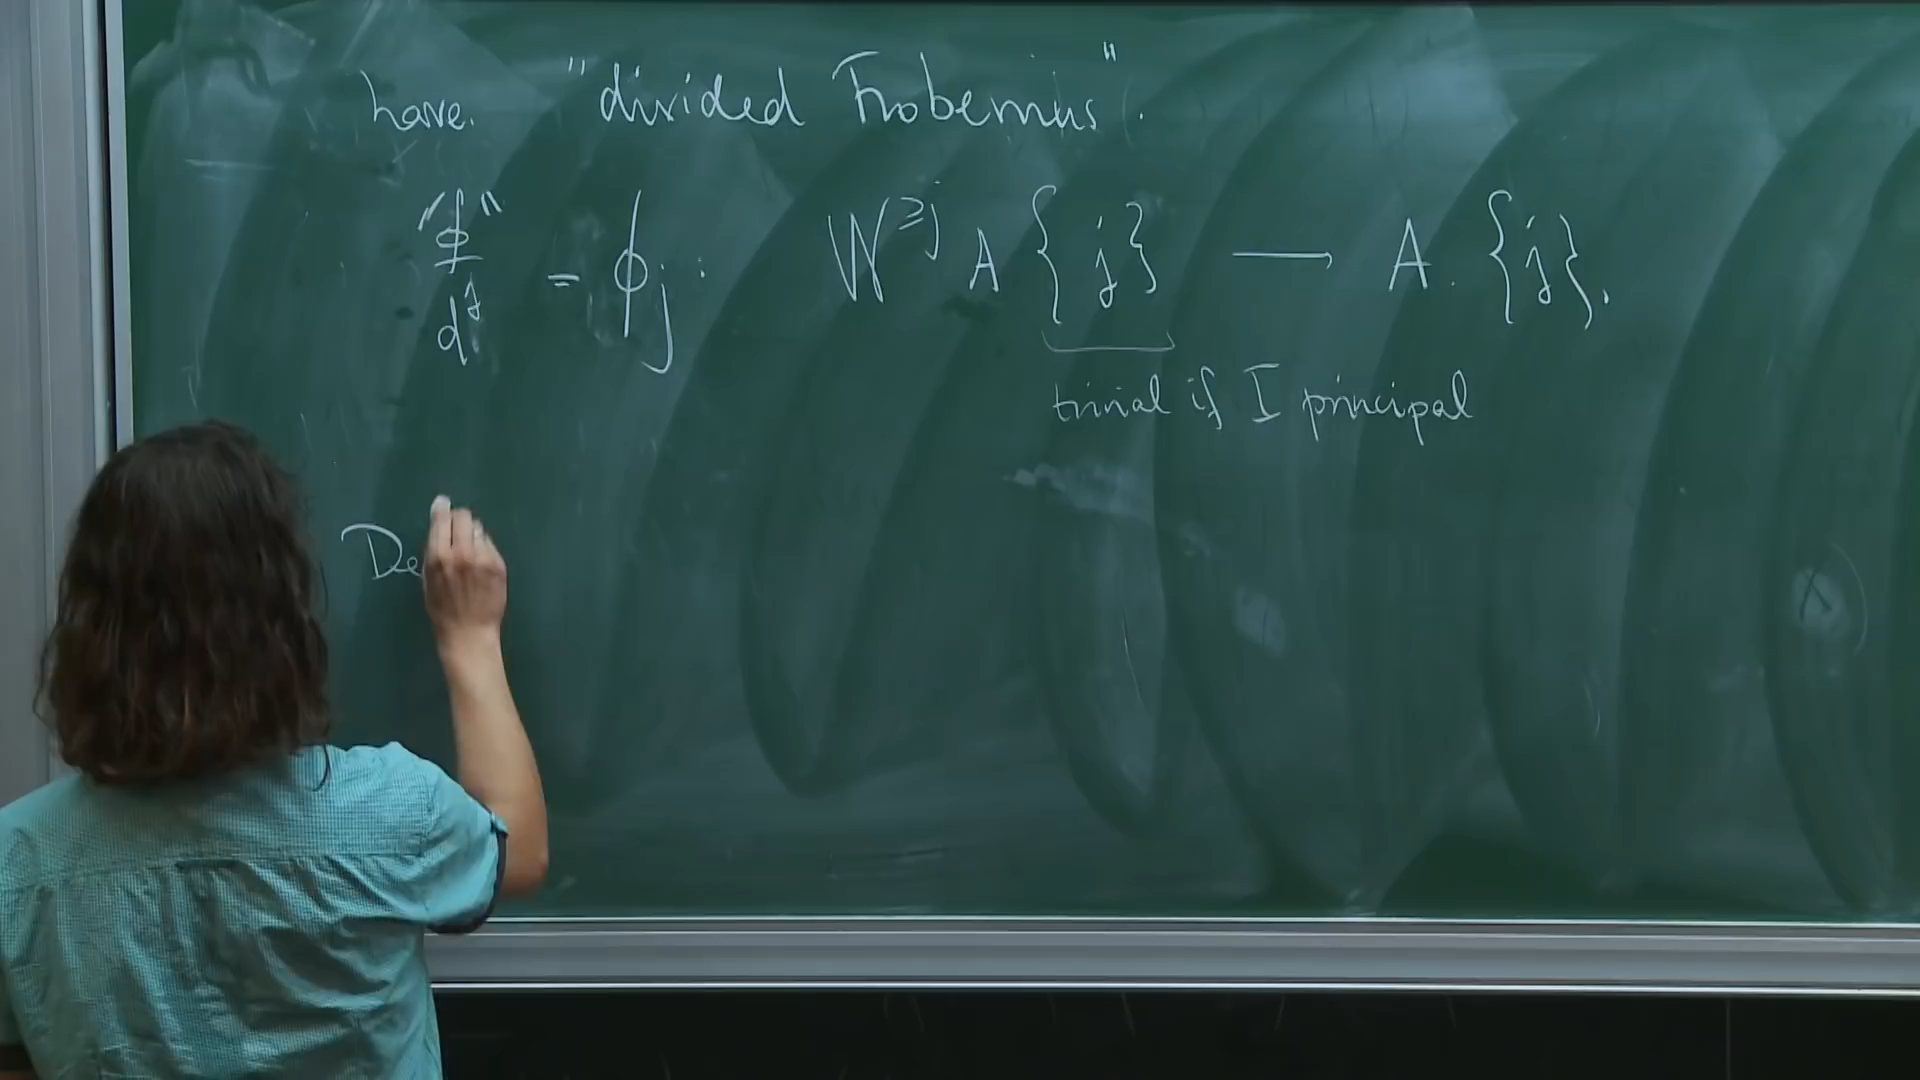 have. "divided Frobenius".
"ϕ/d^j" = ϕ_j : N^{≥j} A {j} ⟶ A. {j}.
trivial if I principal
De